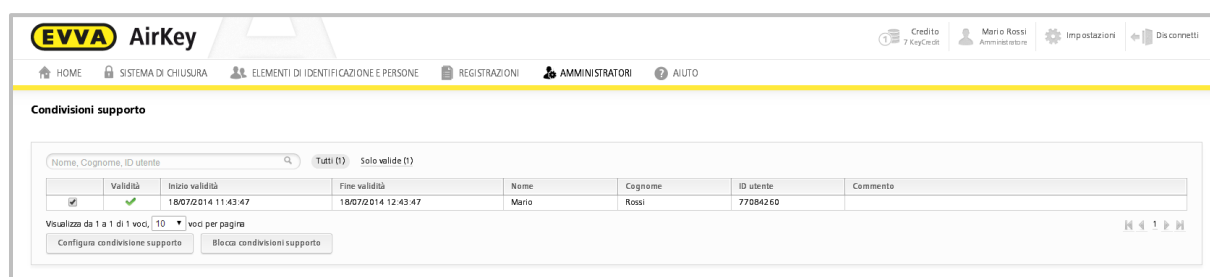 EVVA AirKey
Credito
7 KeyCredit
Mario Rossi
Amministratore
Impostazioni
Disconnetti
HOME SISTEMA DI CHIUSURA ELEMENTI DI IDENTIFICAZIONE E PERSONE REGISTRAZIONI AMMINISTRATORI AIUTO
Condivisioni supporto
Nome, Cognome, ID utente Tutti (1) Solo valide (1)
Validità Inizio validità Fine validità Nome Cognome ID utente Commento
18/07/2014 11:43:47 18/07/2014 12:43:47 Mario Rossi 77084260
Visualizza da 1 a 1 di 1 voci, 10 voci per pagina 1
Configura condivisione supporto Blocca condivisioni supporto